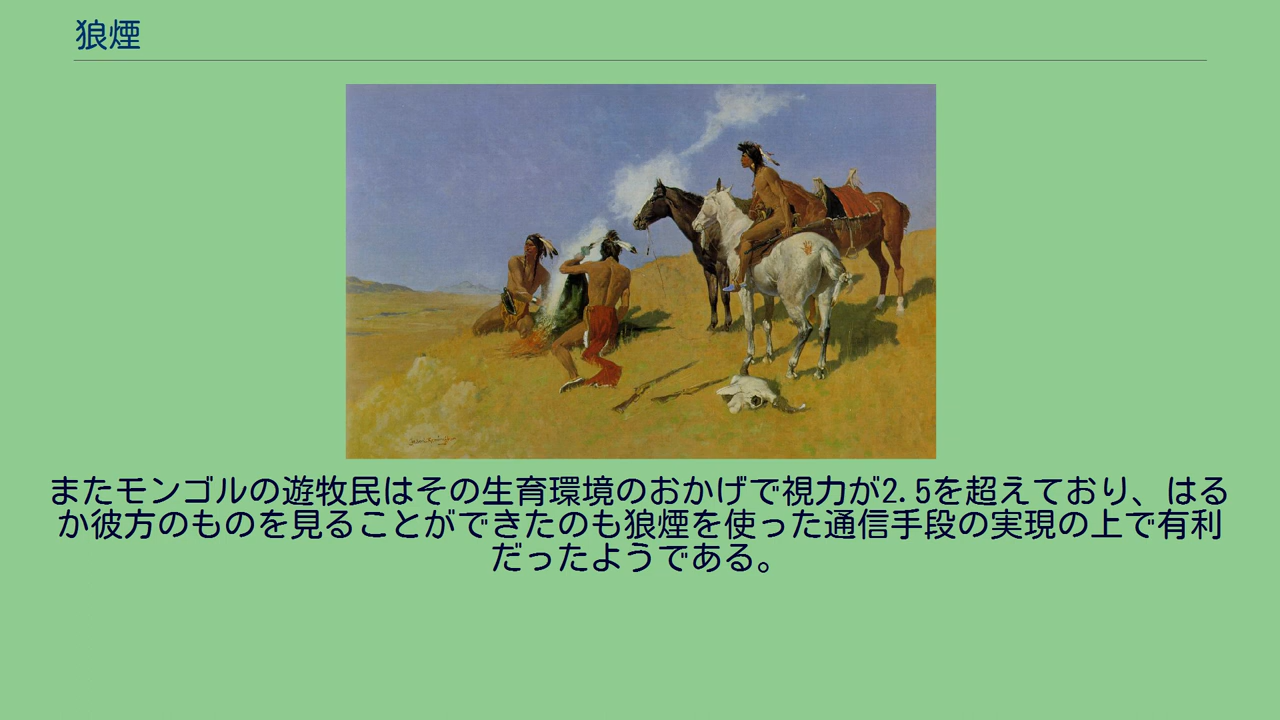 狼煙
またモンゴルの遊牧民はその生育環境のおかげで視力が2.5を超えており、はる
か彼方のものを見ることができたのも狼煙を使った通信手段の実現の上で有利
だったようである。